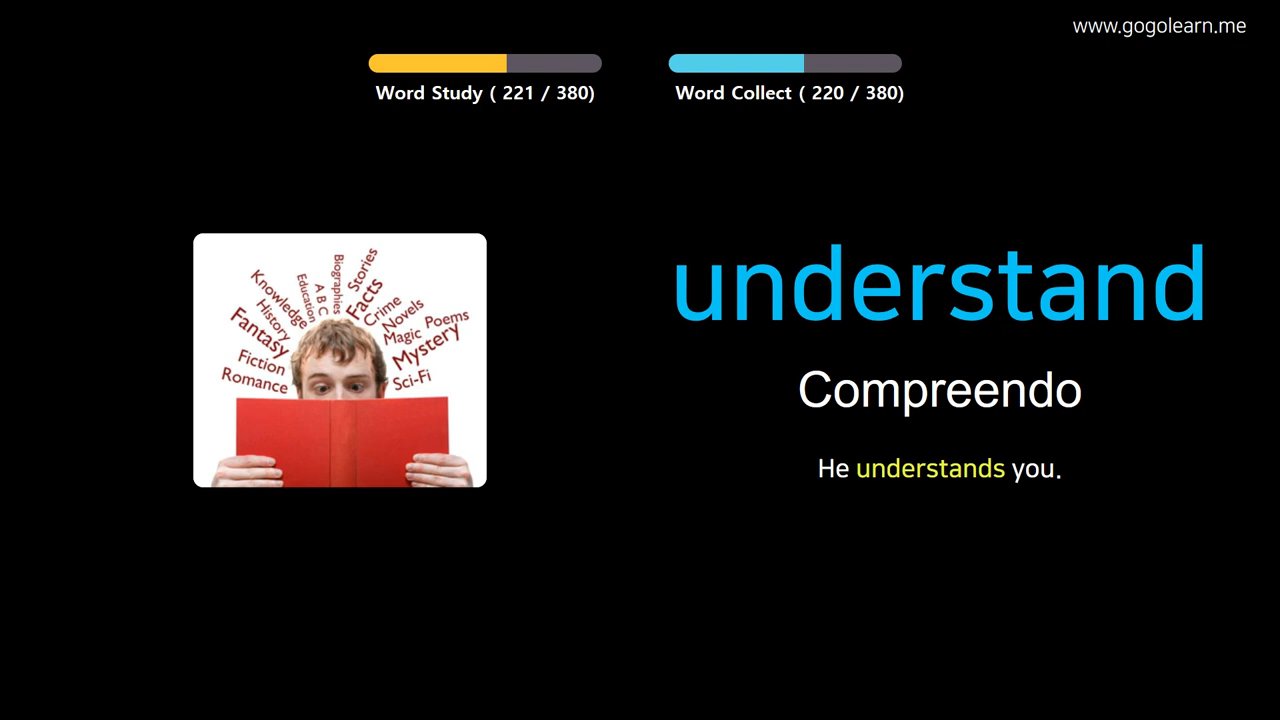 www.gogolearn.me
Word Study ( 221 / 380)
Word Collect ( 220 / 380)
understand
Compreendo
He understands you.
Romance
Fiction
Fantasy
History
Knowledge
Education
A B C
Biographies
Stories
Facts
Crime
Novels
Magic
Poems
Mystery
Sci-Fi